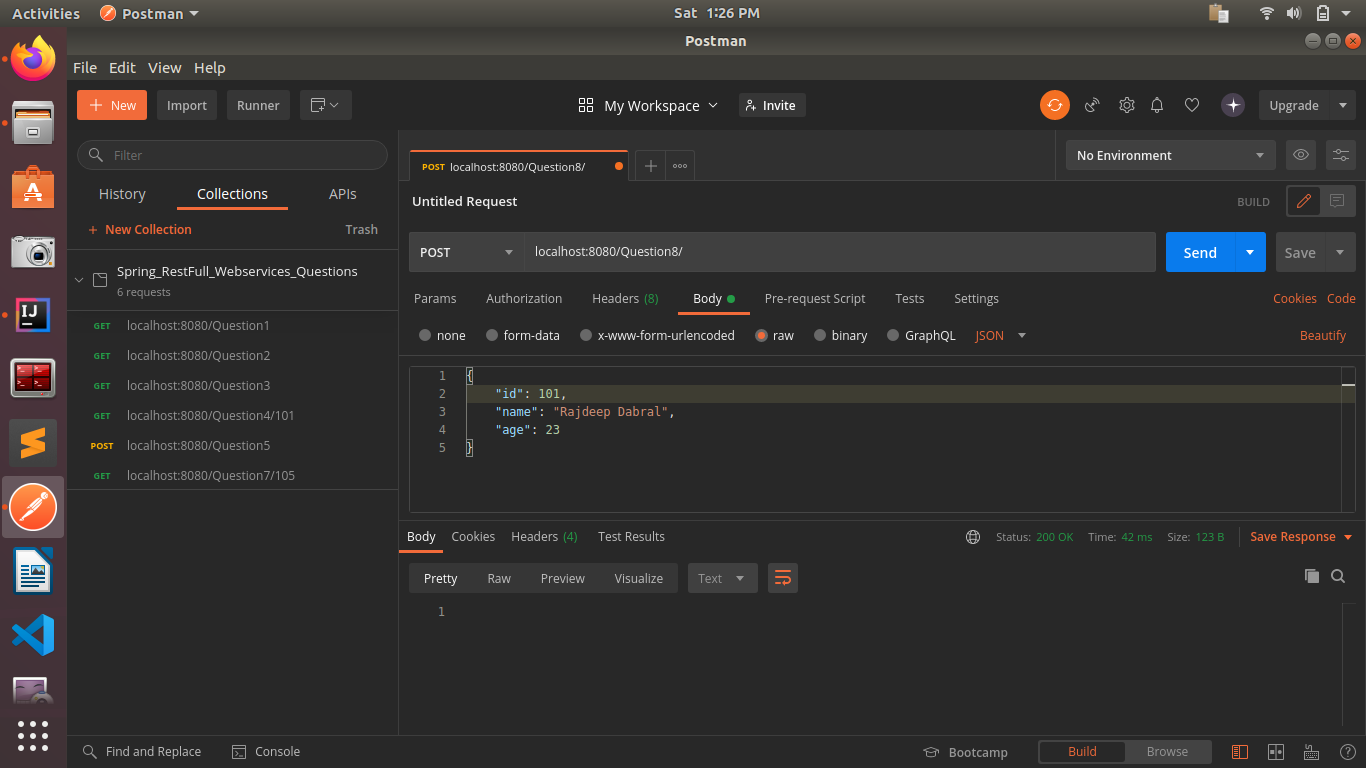 Activities Postman Sat 1:26 PM
Postman
File Edit View Help
+ New Import Runner My Workspace Invite Upgrade
Filter
History Collections APIs
+ New Collection Trash
Spring_RestFull_Webservices_Questions
6 requests
GET localhost:8080/Question1
GET localhost:8080/Question2
GET localhost:8080/Question3
GET localhost:8080/Question4/101
POST localhost:8080/Question5
GET localhost:8080/Question7/105
POST localhost:8080/Question8/ No Environment
Untitled Request BUILD
POST localhost:8080/Question8/ Send Save
Params Authorization Headers (8) Body Pre-request Script Tests Settings Cookies Code
none form-data x-www-form-urlencoded raw binary GraphQL JSON Beautify
1 {
2 "id": 101,
3 "name": "Rajdeep Dabral",
4 "age": 23
5 }
Body Cookies Headers (4) Test Results Status: 200 OK Time: 42 ms Size: 123 B Save Response
Pretty Raw Preview Visualize Text
1
Find and Replace Console Bootcamp Build Browse